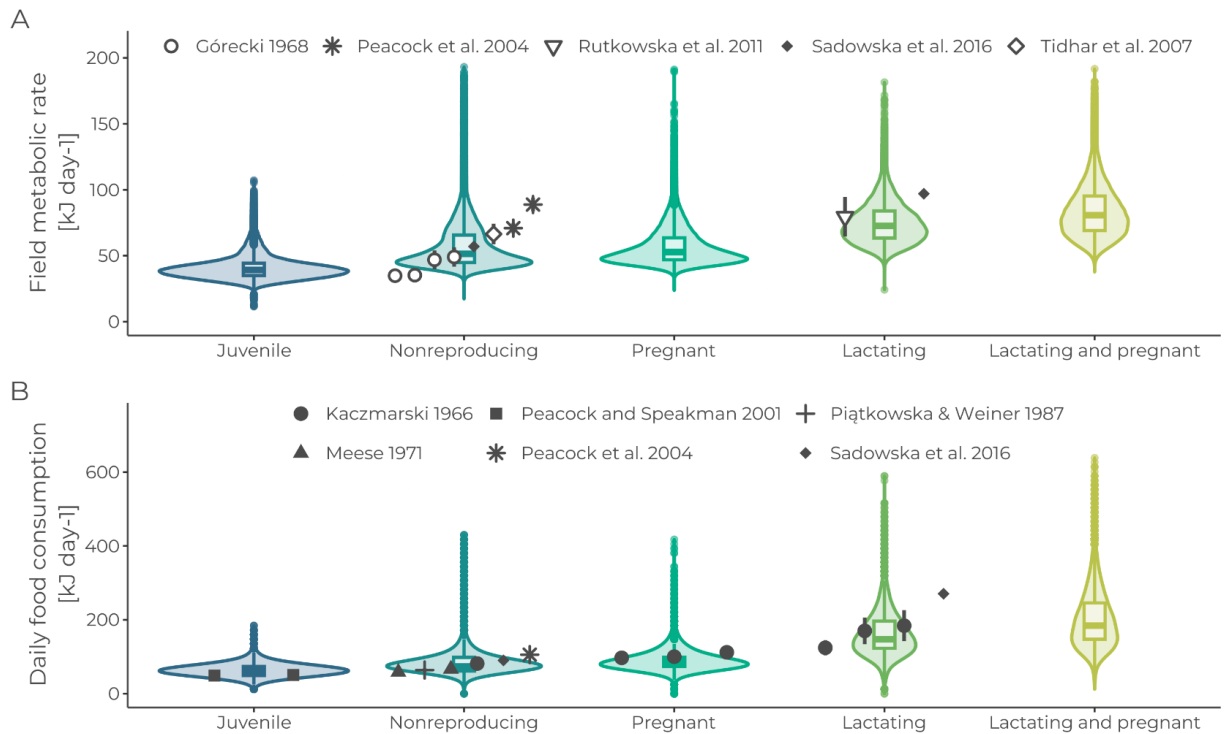 A
Górecki 1968 Peacock et al. 2004 Rutkowska et al. 2011 Sadowska et al. 2016 Tidhar et al. 2007
Field metabolic rate
[kJ day-1]
200
150
100
50
0
Juvenile Nonreproducing Pregnant Lactating Lactating and pregnant
B
Kaczmarski 1966 Peacock and Speakman 2001 Piątkowska & Weiner 1987
Meese 1971 Peacock et al. 2004 Sadowska et al. 2016
Daily food consumption
[kJ day-1]
600
400
200
0
Juvenile Nonreproducing Pregnant Lactating Lactating and pregnant